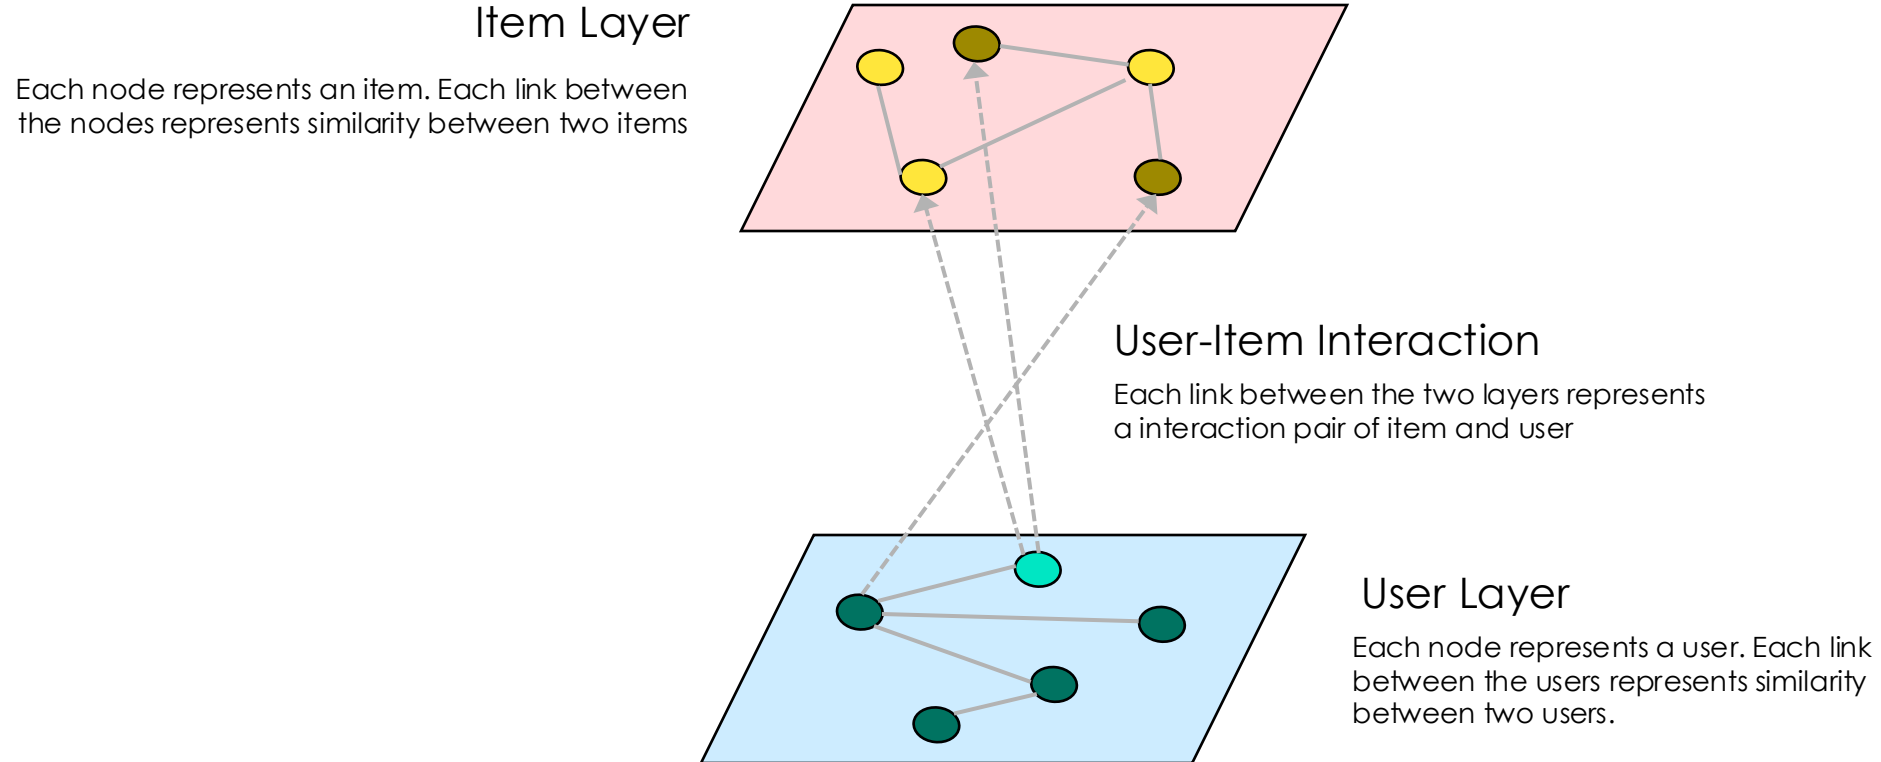 Item Layer
Each node represents an item. Each link between
the nodes represents similarity between two items
User-Item Interaction
Each link between the two layers represents
a interaction pair of item and user
User Layer
Each node represents a user. Each link
between the users represents similarity
between two users.